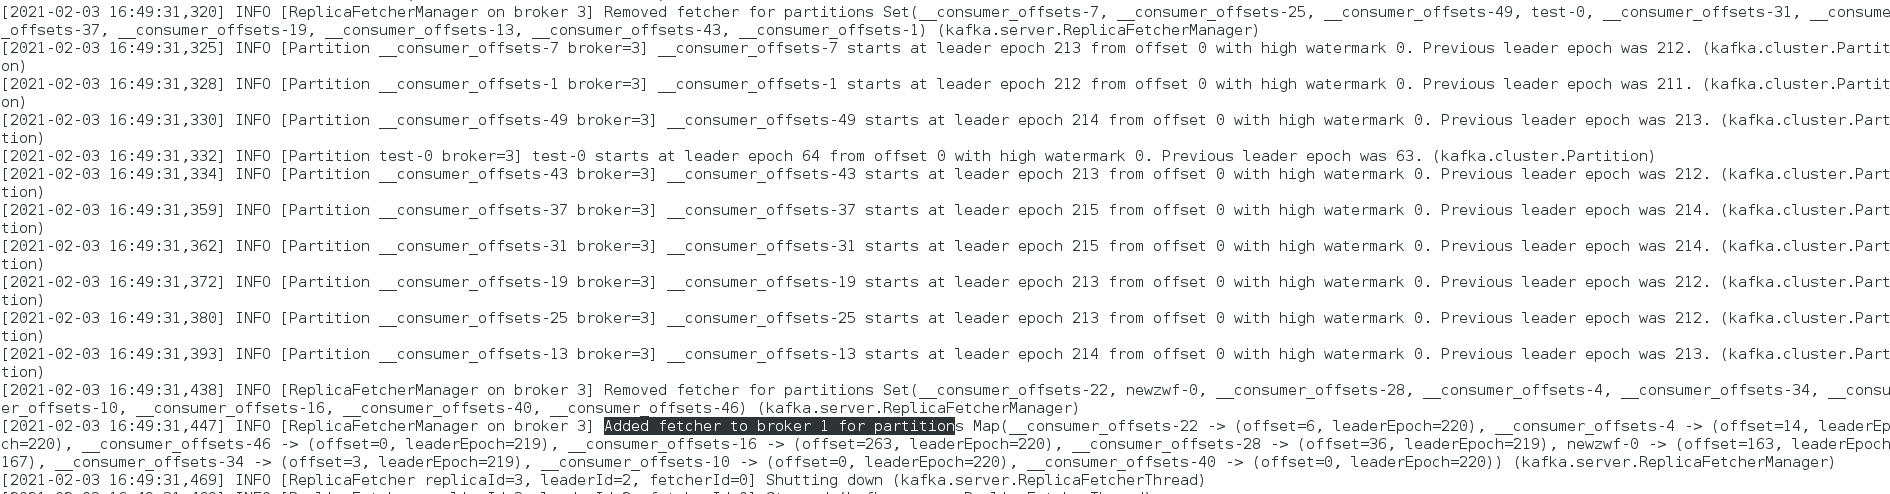 [2021-02-03 16:49:31,320] INFO [ReplicaFetcherManager on broker 3] Removed fetcher for partitions Set(__consumer_offsets-7, __consumer_offsets-25, __consumer_offsets-49, test-0, __consumer_offsets-31, __consume
_offsets-37, __consumer_offsets-19, __consumer_offsets-13, __consumer_offsets-43, __consumer_offsets-1) (kafka.server.ReplicaFetcherManager)
[2021-02-03 16:49:31,325] INFO [Partition __consumer_offsets-7 broker=3] __consumer_offsets-7 starts at leader epoch 213 from offset 0 with high watermark 0. Previous leader epoch was 212. (kafka.cluster.Partit
on)
[2021-02-03 16:49:31,328] INFO [Partition __consumer_offsets-1 broker=3] __consumer_offsets-1 starts at leader epoch 212 from offset 0 with high watermark 0. Previous leader epoch was 211. (kafka.cluster.Partit
on)
[2021-02-03 16:49:31,330] INFO [Partition __consumer_offsets-49 broker=3] __consumer_offsets-49 starts at leader epoch 214 from offset 0 with high watermark 0. Previous leader epoch was 213. (kafka.cluster.Part
tion)
[2021-02-03 16:49:31,332] INFO [Partition test-0 broker=3] test-0 starts at leader epoch 64 from offset 0 with high watermark 0. Previous leader epoch was 63. (kafka.cluster.Partition)
[2021-02-03 16:49:31,334] INFO [Partition __consumer_offsets-43 broker=3] __consumer_offsets-43 starts at leader epoch 213 from offset 0 with high watermark 0. Previous leader epoch was 212. (kafka.cluster.Part
tion)
[2021-02-03 16:49:31,359] INFO [Partition __consumer_offsets-37 broker=3] __consumer_offsets-37 starts at leader epoch 215 from offset 0 with high watermark 0. Previous leader epoch was 214. (kafka.cluster.Part
tion)
[2021-02-03 16:49:31,362] INFO [Partition __consumer_offsets-31 broker=3] __consumer_offsets-31 starts at leader epoch 215 from offset 0 with high watermark 0. Previous leader epoch was 214. (kafka.cluster.Part
tion)
[2021-02-03 16:49:31,372] INFO [Partition __consumer_offsets-19 broker=3] __consumer_offsets-19 starts at leader epoch 213 from offset 0 with high watermark 0. Previous leader epoch was 212. (kafka.cluster.Part
tion)
[2021-02-03 16:49:31,380] INFO [Partition __consumer_offsets-25 broker=3] __consumer_offsets-25 starts at leader epoch 213 from offset 0 with high watermark 0. Previous leader epoch was 212. (kafka.cluster.Part
tion)
[2021-02-03 16:49:31,393] INFO [Partition __consumer_offsets-13 broker=3] __consumer_offsets-13 starts at leader epoch 214 from offset 0 with high watermark 0. Previous leader epoch was 213. (kafka.cluster.Part
tion)
[2021-02-03 16:49:31,438] INFO [ReplicaFetcherManager on broker 3] Removed fetcher for partitions Set(__consumer_offsets-22, newzwf-0, __consumer_offsets-28, __consumer_offsets-4, __consumer_offsets-34, __consu
er_offsets-10, __consumer_offsets-16, __consumer_offsets-40, __consumer_offsets-46) (kafka.server.ReplicaFetcherManager)
[2021-02-03 16:49:31,447] INFO [ReplicaFetcherManager on broker 3] Added fetcher to broker 1 for partitions Map(__consumer_offsets-22 -> (offset=6, leaderEpoch=220), __consumer_offsets-4 -> (offset=14, leaderEp
ch=220), __consumer_offsets-46 -> (offset=0, leaderEpoch=219), __consumer_offsets-16 -> (offset=263, leaderEpoch=220), __consumer_offsets-28 -> (offset=36, leaderEpoch=219), newzwf-0 -> (offset=163, leaderEpoch
167), __consumer_offsets-34 -> (offset=3, leaderEpoch=219), __consumer_offsets-10 -> (offset=0, leaderEpoch=220), __consumer_offsets-40 -> (offset=0, leaderEpoch=220)) (kafka.server.ReplicaFetcherManager)
[2021-02-03 16:49:31,469] INFO [ReplicaFetcher replicaId=3, leaderId=2, fetcherId=0] Shutting down (kafka.server.ReplicaFetcherThread)